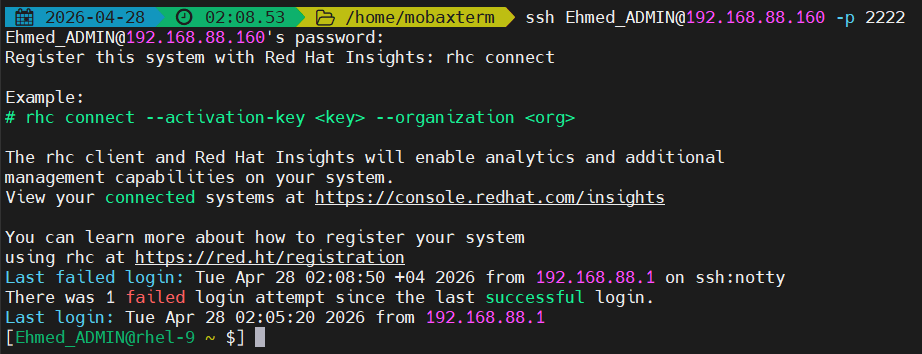 2026-04-28 02:08.53 /home/mobaxterm ssh Ehmed_ADMIN@192.168.88.160 -p 2222
Ehmed_ADMIN@192.168.88.160's password:
Register this system with Red Hat Insights: rhc connect
Example:
# rhc connect --activation-key <key> --organization <org>
The rhc client and Red Hat Insights will enable analytics and additional
management capabilities on your system.
View your connected systems at https://console.redhat.com/insights
You can learn more about how to register your system
using rhc at https://red.ht/registration
Last failed login: Tue Apr 28 02:08:50 +04 2026 from 192.168.88.1 on ssh:notty
There was 1 failed login attempt since the last successful login.
Last login: Tue Apr 28 02:05:20 2026 from 192.168.88.1
[Ehmed_ADMIN@rhel-9 ~ $]